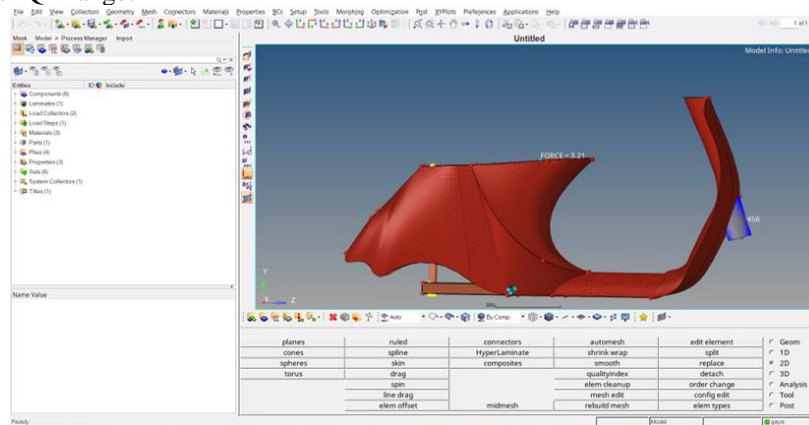 File Edit View Collectors Geometry Mesh Connectors Materials Properties BCs Setup Tools Morphing Optimization Post XYPlots Preferences Applications Help
1 of 1
Mask Model × Process Manager Import
Untitled
Model Info: Untitled
Entities ID Include
Components (6)
Laminates (1)
Load Collectors (2)
Load Steps (1)
Materials (3)
Parts (1)
Plies (4)
Properties (3)
Sets (6)
System Collectors (1)
Titles (1)
FORCE = 3.21
456
Y
X Z
Name Value
Auto By Comp
planes ruled connectors automesh edit element Geom
cones spline HyperLaminate shrink wrap split 1D
spheres skin composites smooth replace 2D
torus drag qualityindex detach 3D
spin elem cleanup order change Analysis
line drag mesh edit config edit Tool
elem offset midmesh rebuild mesh elem types Post
Ready Model